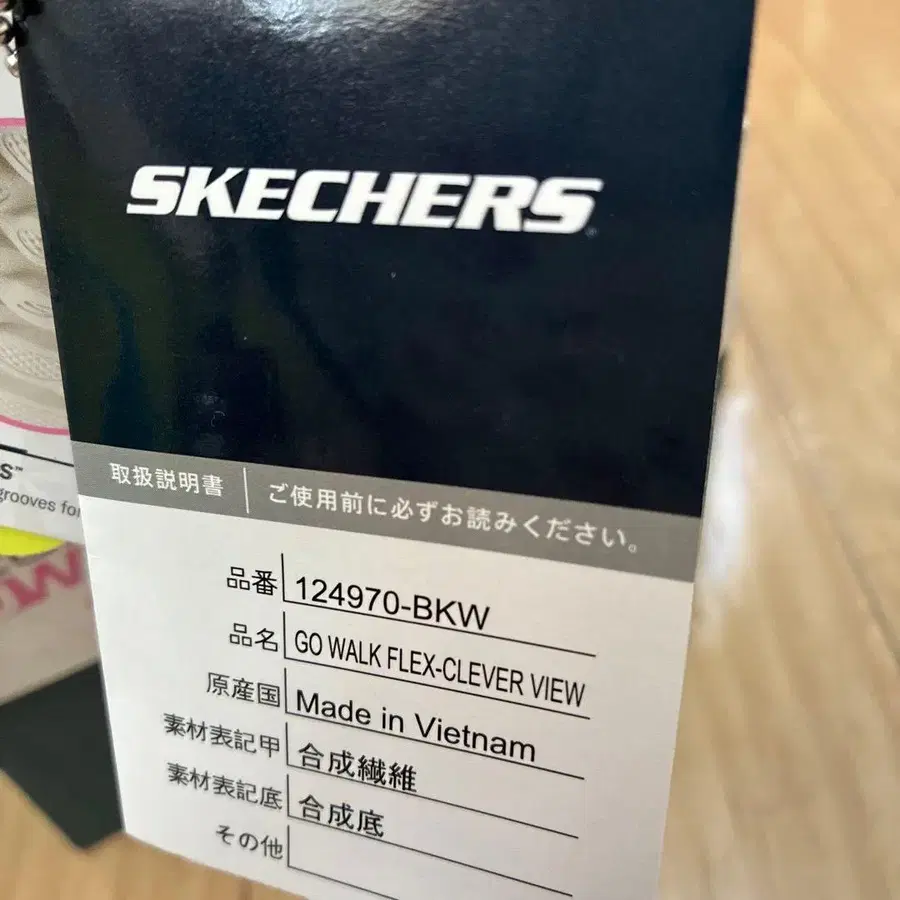 SKECHERS
取扱説明書 ご使用前に必ずお読みください。
品番 124970-BKW
品名 GO WALK FLEX-CLEVER VIEW
原産国 Made in Vietnam
素材表記甲 合成繊維
素材表記底 合成底
その他
S™
grooves for